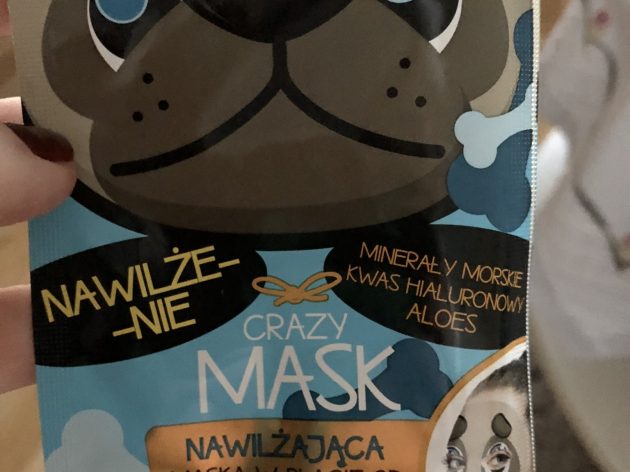 NAWILŻE-
-NIE
MINERAŁY MORSKIE
KWAS HIALURONOWY
ALOES
CRAZY
MASK
NAWILŻAJĄCA